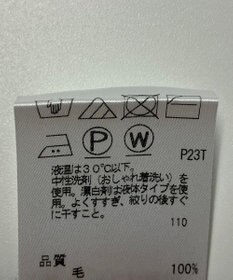 P W
P23T
液温は30℃以下。
中性洗剤（おしゃれ着洗い）を
使用。漂白剤は液体タイプを使
用。よくすすぎ、絞りの後すぐ
に干すこと。
110
品質
毛 100%